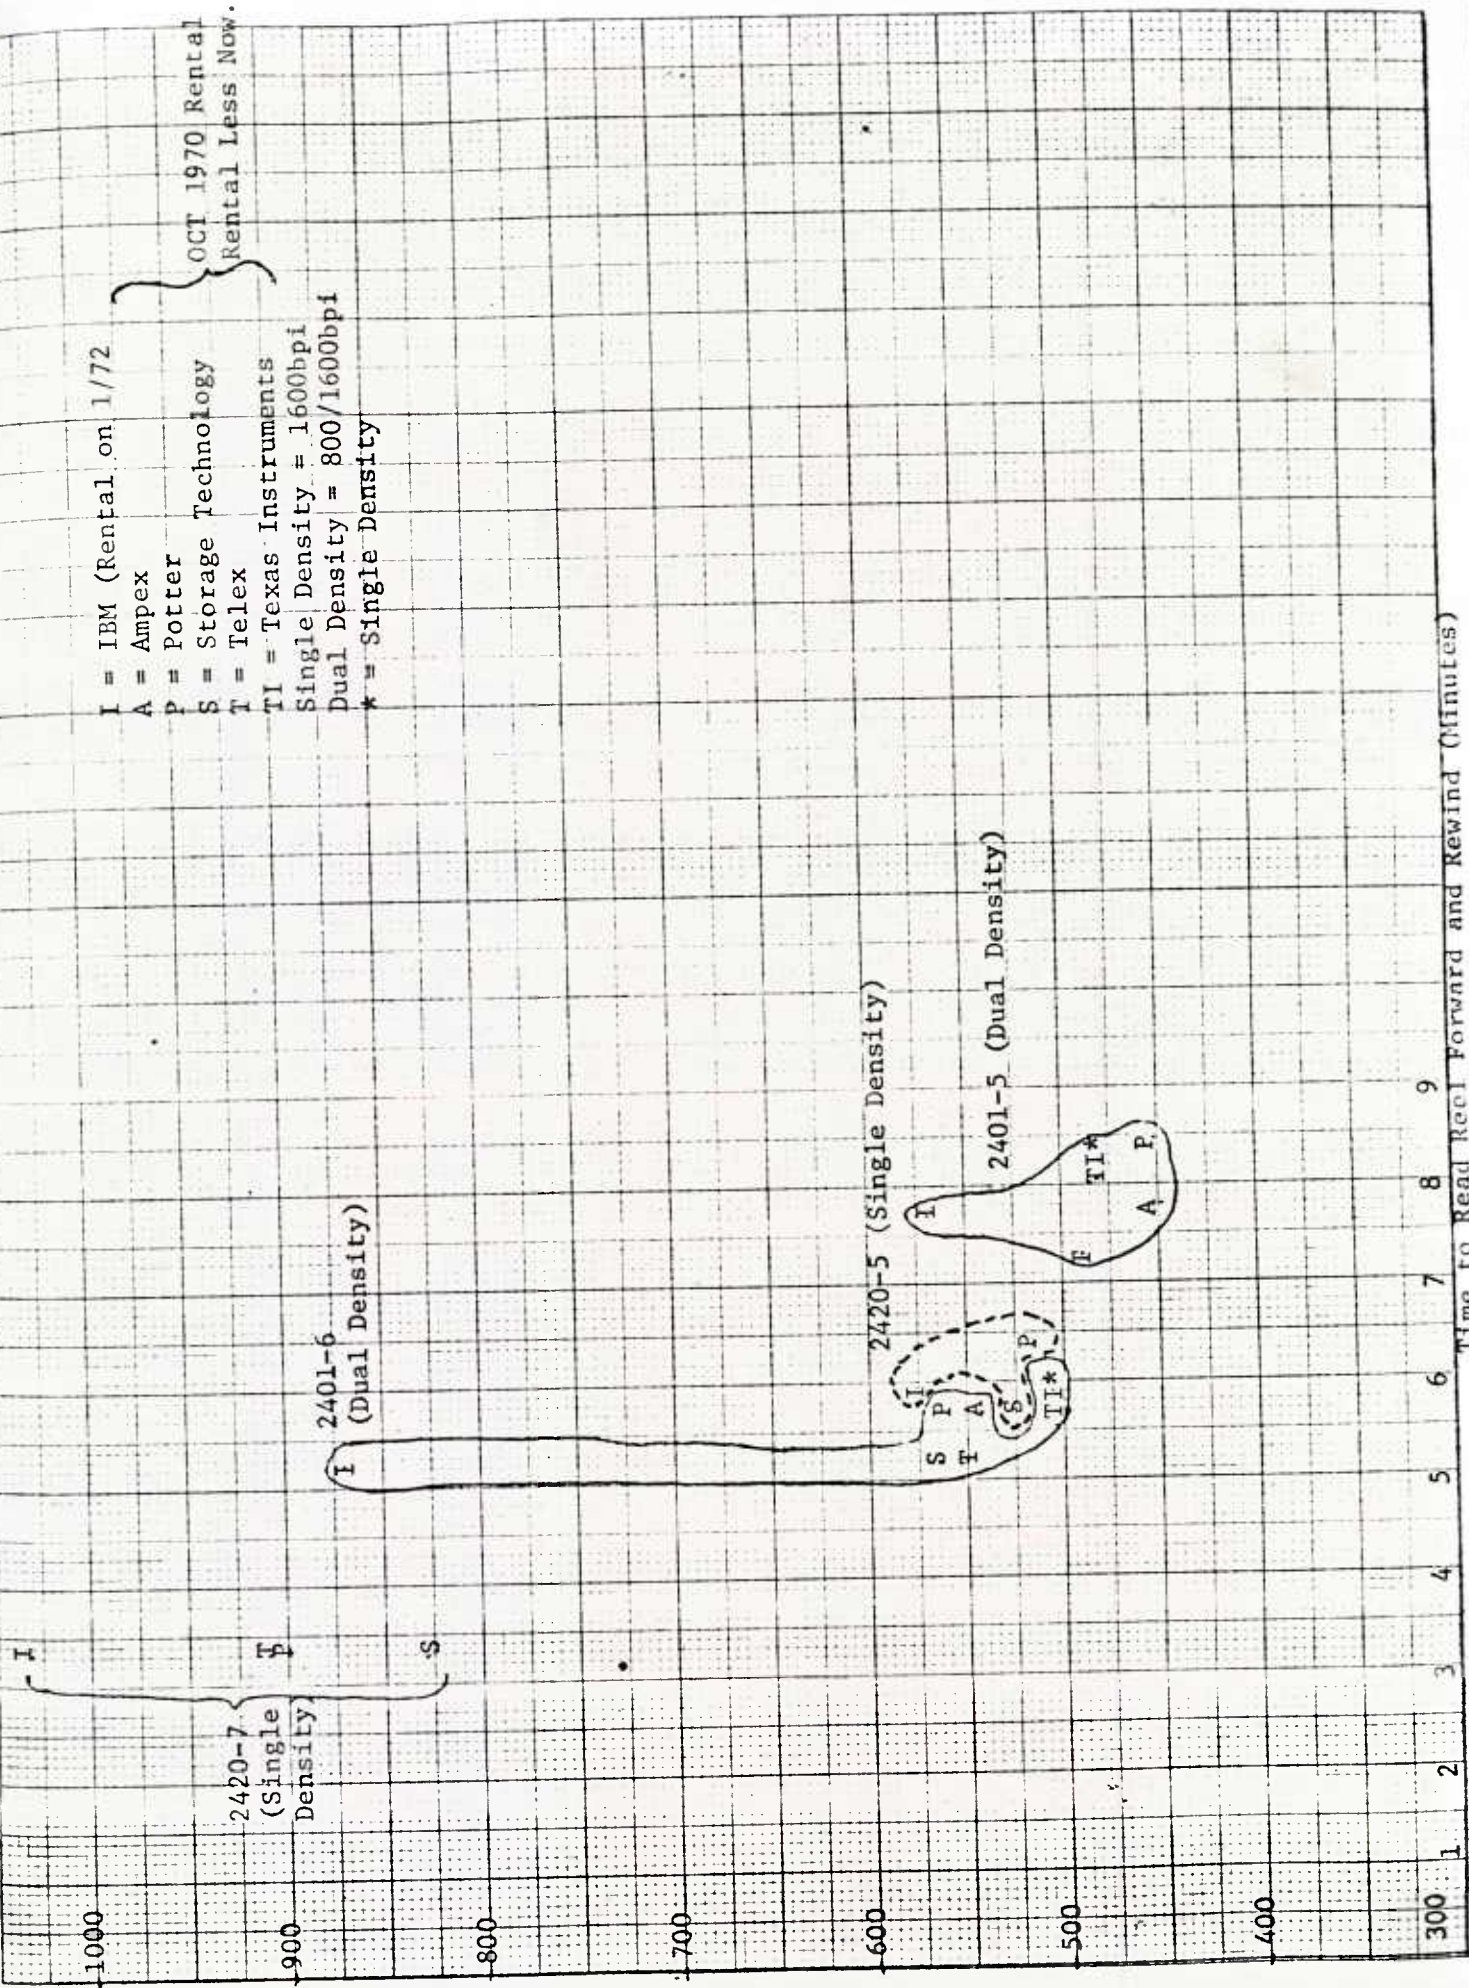 OCT 1970 Rental
Rental Less Now.
I = IBM (Rental on 1/72
A = Ampex
P = Potter
S = Storage Technology
T = Telex
TI = Texas Instruments
Single Density = 1600bpi
Dual Density = 800/1600bpi
* = Single Density
I
T
P
S
2420-7
(Single
Density)
2401-6
(Dual Density)
I
2420-5 (Single Density)
I
P
A
S
S
T
P
TI*
2401-5 (Dual Density)
I
TI*
P
A
1000
900
800
700
600
500
400
300
1
2
3
4
5
6
7
8
9
Time to Read Reel Forward and Rewind (Minutes)